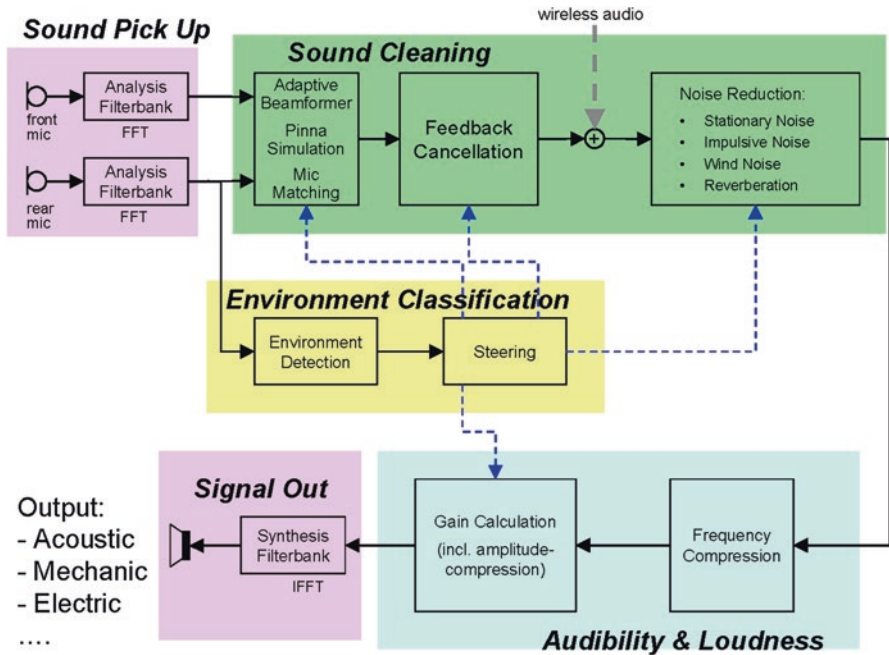 wireless audio
Sound Pick Up
Sound Cleaning
front
mic
Analysis
Filterbank
FFT
rear
mic
Analysis
Filterbank
FFT
Adaptive
Beamformer
Pinna
Simulation
Mic
Matching
Feedback
Cancellation
+
Noise Reduction:
• Stationary Noise
• Impulsive Noise
• Wind Noise
• Reverberation
Environment Classification
Environment
Detection
Steering
Output:
- Acoustic
- Mechanic
- Electric
....
Signal Out
Synthesis
Filterbank
IFFT
Gain Calculation
(incl. amplitude-
compression)
Frequency
Compression
Audibility & Loudness